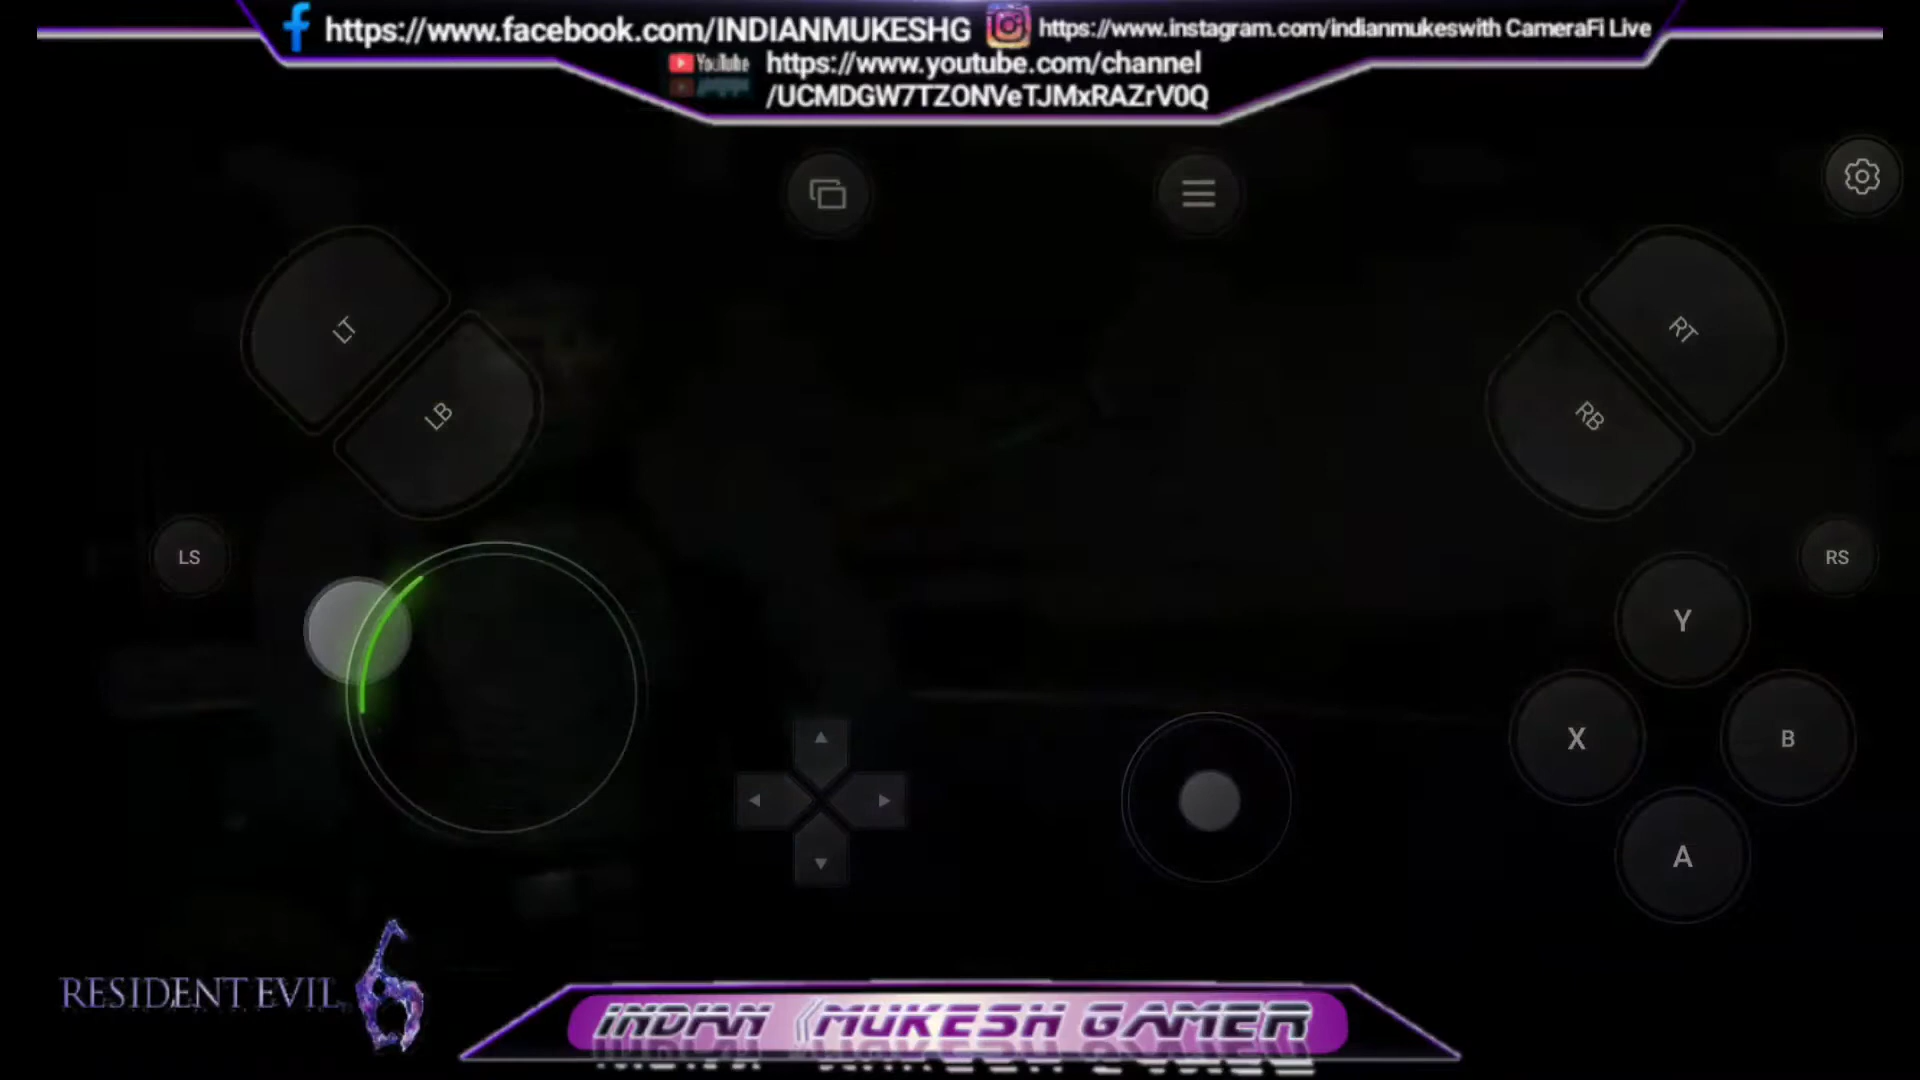 https://www.facebook.com/INDIANMUKESHG
https://www.instagram.com/indianmukeswith CameraFi Live
YouTube
https://www.youtube.com/channel
/UCMDGW7TZONVeTJMxRAZrV0Q
LT
RT
LB
RB
LS
RS
Y
X
B
A
RESIDENT EVIL 6
INDIAN 《MUKESH GAMER